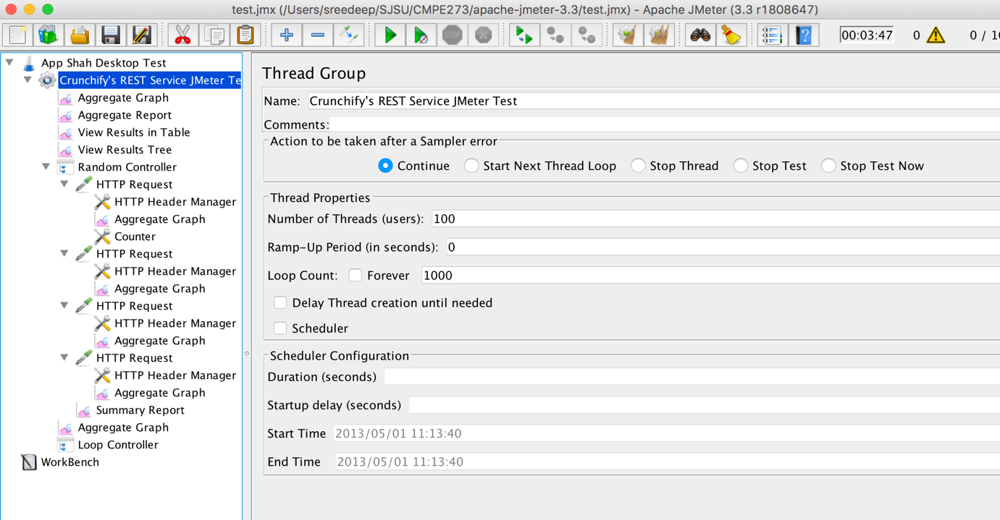 test.jmx (/Users/sreedeep/SJSU/CMPE273/apache-jmeter-3.3/test.jmx) - Apache JMeter (3.3 r1808647)
STOP 00:03:47 0 0 / 10
App Shah Desktop Test
Crunchify's REST Service JMeter Te
Aggregate Graph
Aggregate Report
View Results in Table
View Results Tree
Random Controller
HTTP Request
HTTP Header Manager
Aggregate Graph
Counter
HTTP Request
HTTP Header Manager
Aggregate Graph
HTTP Request
HTTP Header Manager
Aggregate Graph
HTTP Request
HTTP Header Manager
Aggregate Graph
Summary Report
Aggregate Graph
Loop Controller
WorkBench
Thread Group
Name: Crunchify's REST Service JMeter Test
Comments:
Action to be taken after a Sampler error
Continue Start Next Thread Loop Stop Thread Stop Test Stop Test Now
Thread Properties
Number of Threads (users): 100
Ramp-Up Period (in seconds): 0
Loop Count: Forever 1000
Delay Thread creation until needed
Scheduler
Scheduler Configuration
Duration (seconds)
Startup delay (seconds)
Start Time 2013/05/01 11:13:40
End Time 2013/05/01 11:13:40